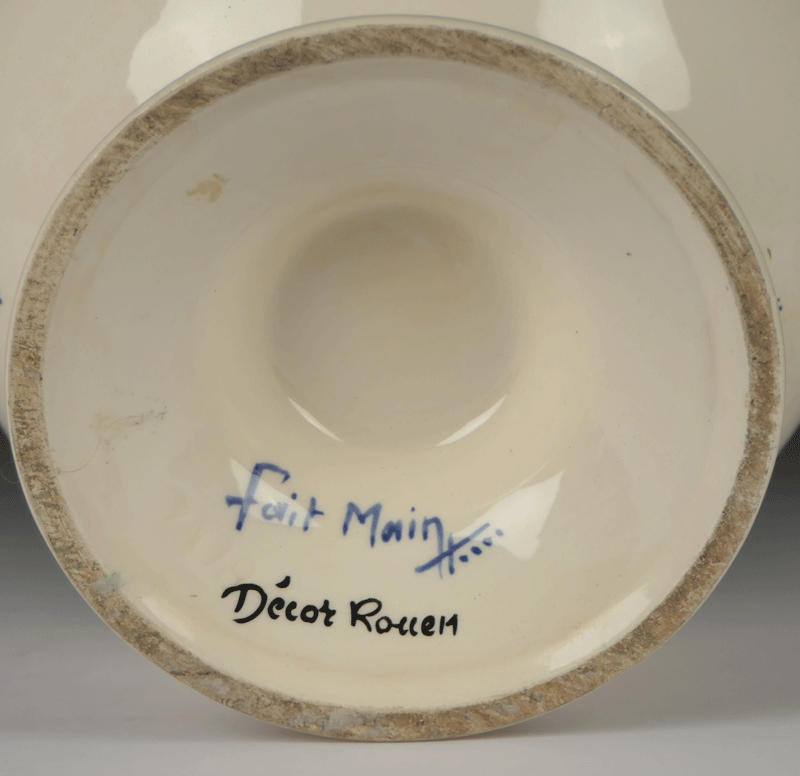 Fait Main
Décor Rouen